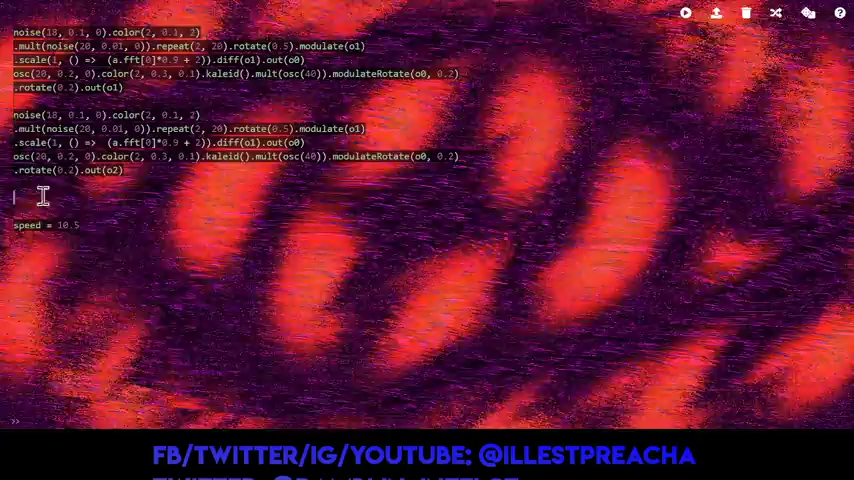 noise(18, 0.1, 0).color(2, 0.1, 2)
.mult(noise(20, 0.01, 0)).repeat(2, 20).rotate(0.5).modulate(o1)
.scale(1, () =>  (a.fft[0]*0.9 + 2)).diff(o1).out(o0)
osc(20, 0.2, 0).color(2, 0.3, 0.1).kaleid().mult(osc(40)).modulateRotate(o0, 0.2)
.rotate(0.2).out(o1)
noise(18, 0.1, 0).color(2, 0.1, 2)
.mult(noise(20, 0.01, 0)).repeat(2, 20).rotate(0.5).modulate(o1)
.scale(1, () =>  (a.fft[0]*0.9 + 2)).diff(o1).out(o0)
osc(20, 0.2, 0).color(2, 0.3, 0.1).kaleid().mult(osc(40)).modulateRotate(o0, 0.2)
.rotate(0.2).out(o2)
speed = 10.5
>>
FB/TWITTER/IG/YOUTUBE: @ILLESTPREACHA